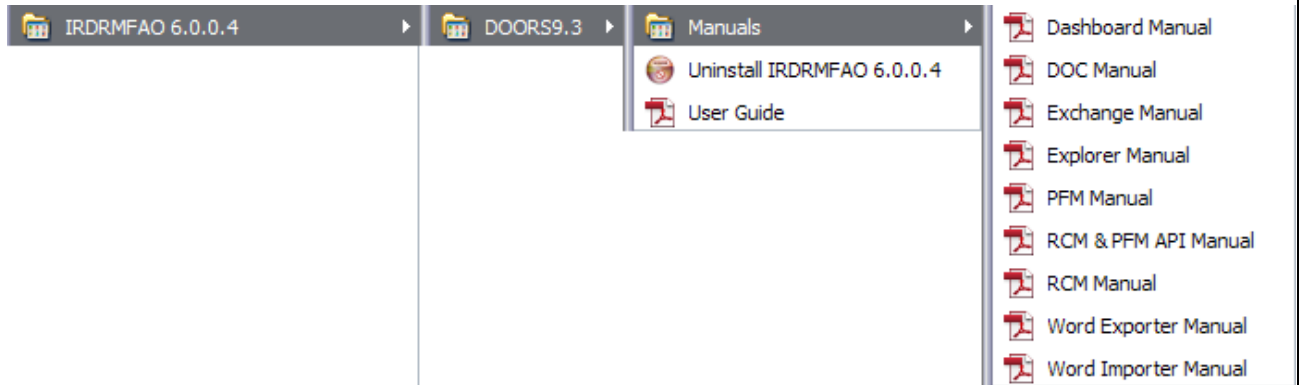 IRDRMFAO 6.0.0.4
DOORS9.3
Manuals
Uninstall IRDRMFAO 6.0.0.4
User Guide
Dashboard Manual
DOC Manual
Exchange Manual
Explorer Manual
PFM Manual
RCM & PFM API Manual
RCM Manual
Word Exporter Manual
Word Importer Manual